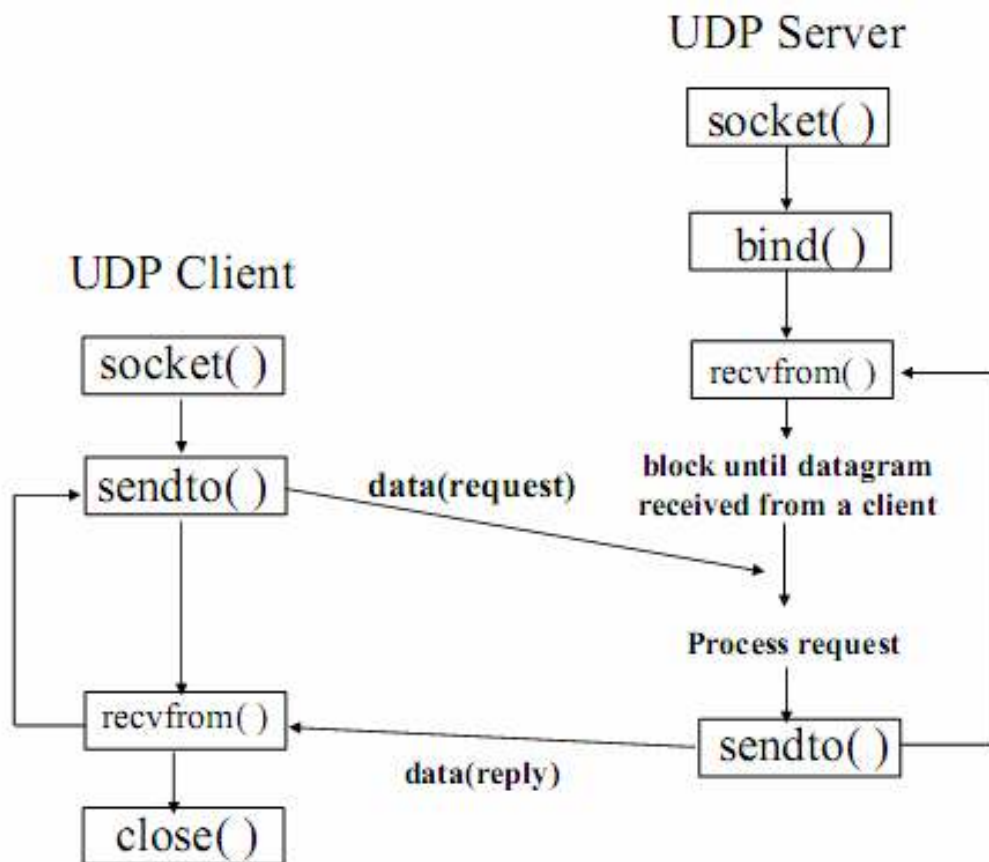 UDP Server
socket( )
bind( )
UDP Client
socket( )
recvfrom( )
sendto( )
data(request)
block until datagram
received from a client
Process request
recvfrom( )
sendto( )
data(reply)
close( )